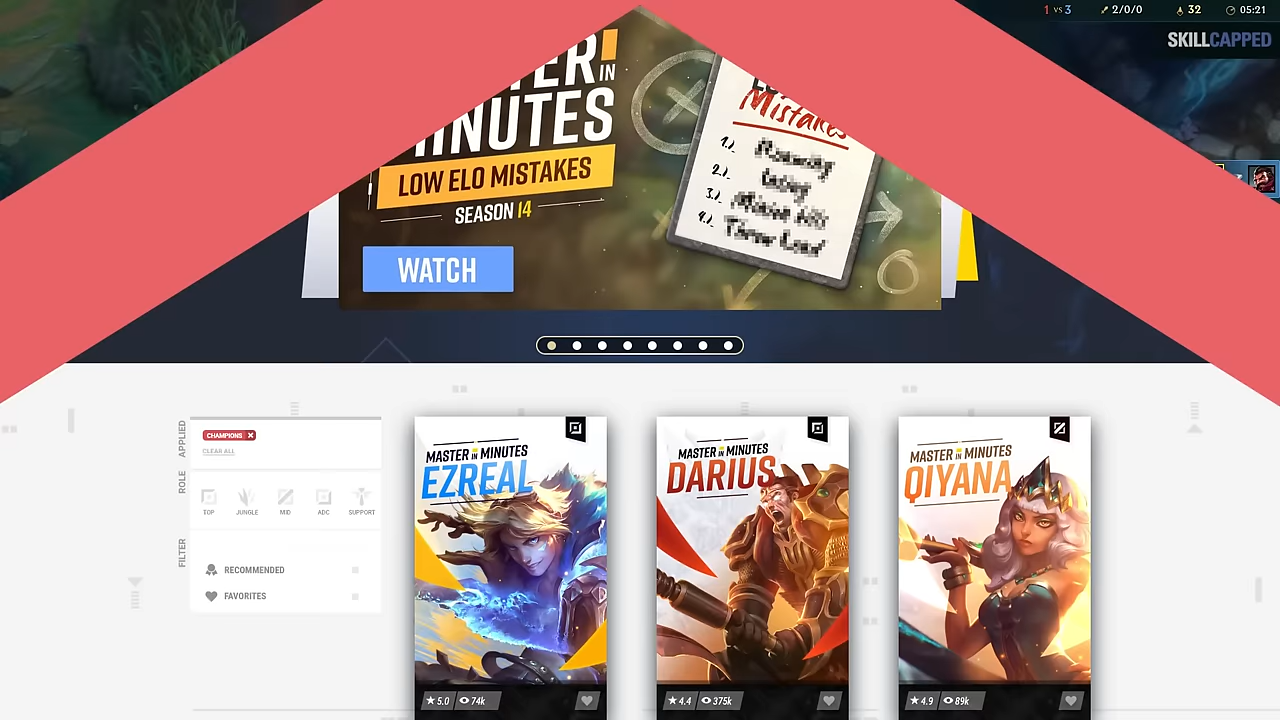 1 vs 3 2/0/0 32 05:21
SKILLCAPPED
IN
MINUTES
LOW ELO MISTAKES
SEASON 14
WATCH
Mistakes
1.)
2.)
3.)
4.)
APPLIED
CHAMPIONS X
CLEAR ALL
ROLE
TOP JUNGLE MID ADC SUPPORT
FILTER
RECOMMENDED
FAVORITES
MASTER IN MINUTES
EZREAL
5.0 74k
MASTER IN MINUTES
DARIUS
4.4 375k
MASTER IN MINUTES
QIYANA
4.9 89k